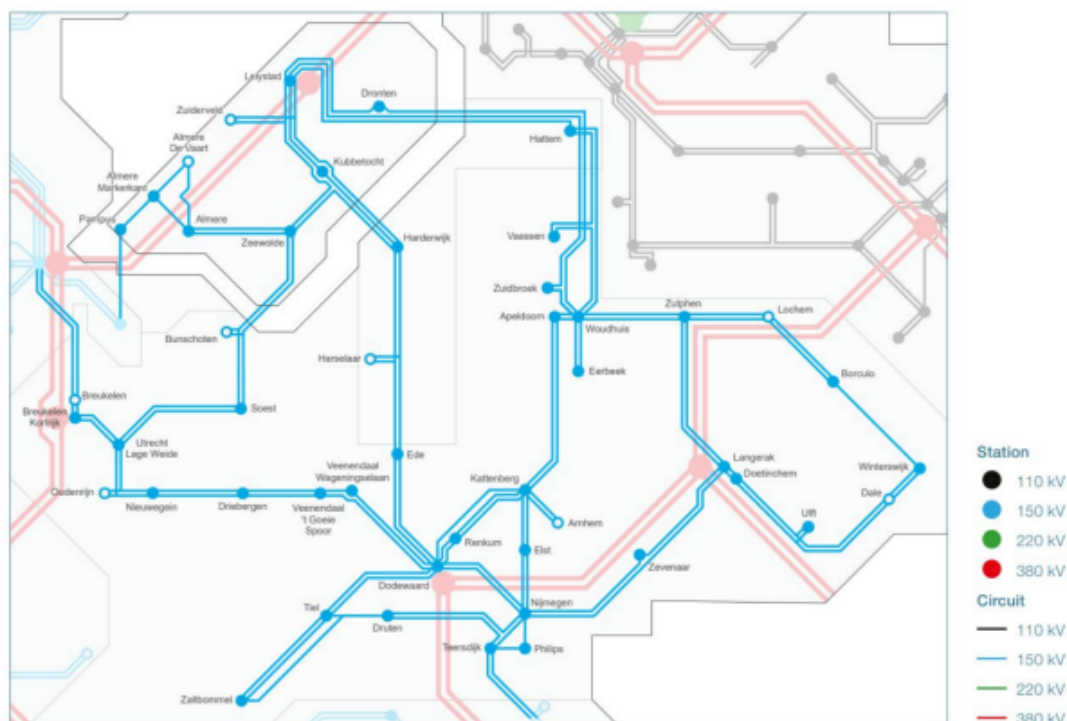 Lelystad
Dronten
Zuiderveld
Hattem
Almere
De Vaart
Kubbetocht
Almere
Markerkant
Pampus
Almere
Zeewolde
Harderwijk
Vaassen
Zuidbroek
Zutphen
Lochem
Apeldoorn
Woudhuis
Bunschoten
Harselaar
Eerbeek
Borculo
Breukelen
Breukelen
Kortrijk
Soest
Utrecht
Lage Weide
Ede
Veenendaal
Wageningselaan
Kattenberg
Langerak
Doetinchem
Winterswijk
Dale
Oudenrijn
Nieuwegein
Driebergen
Veenendaal
't Goeie
Spoor
Arnhem
Ulft
Renkum
Elst
Zevenaar
Dodewaard
Tiel
Druten
Nijmegen
Teersdijk
Philips
Zaltbommel
Station
110 kV
150 kV
220 kV
380 kV
Circuit
110 kV
150 kV
220 kV
380 kV